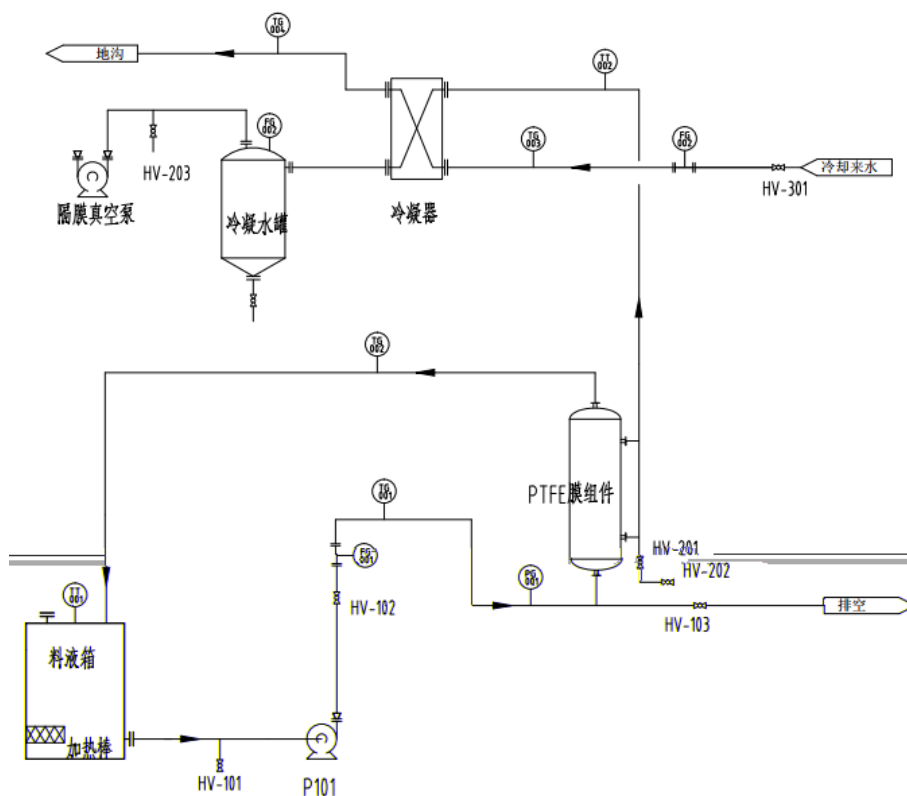 TG
004
地沟
TT
002
PG
002
TG
003
FG
002
冷却来水
HV-203
HV-301
隔膜真空泵
冷凝水罐
冷凝器
TG
002
TG
001
PTFE膜组件
FG
001
HV-201
HV-202
PG
001
TT
001
HV-102
HV-103
排空
料液箱
加热棒
HV-101
P101